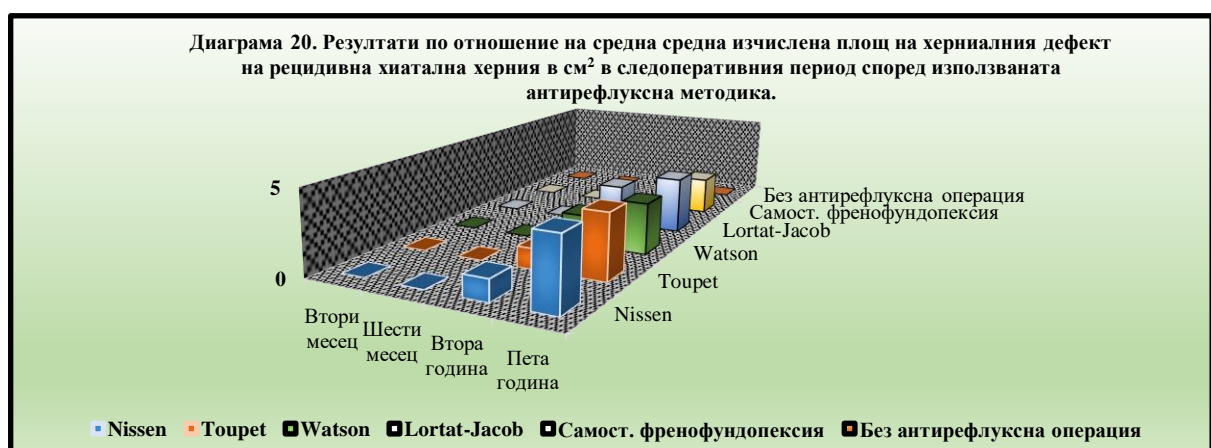 Диаграма 20. Резултати по отношение на средна средна изчислена площ на херниалния дефект
на рецидивна хиатална херния в см² в следоперативния период според използваната
антирефлуксна методика.
5
0
Без антирефлуксна операция
Самост. френофундопексия
Lortat-Jacob
Watson
Toupet
Nissen
Втори
месец
Шести
месец
Втора
година
Пета
година
Nissen Toupet Watson Lortat-Jacob Самост. френофундопексия Без антирефлуксна операция